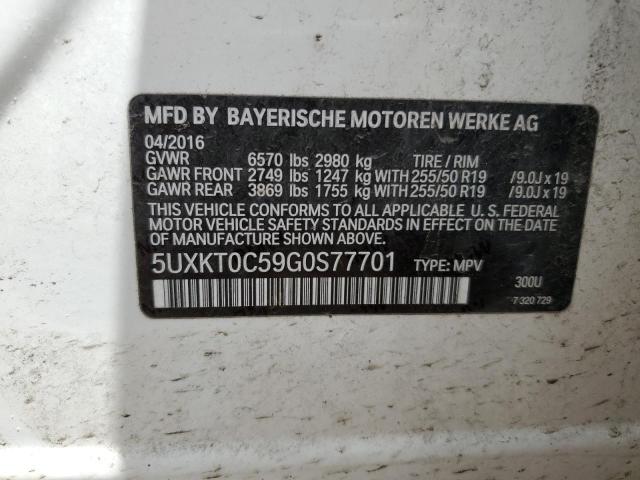 MFD BY BAYERISCHE MOTOREN WERKE AG
04/2016
GVWR 6570 lbs 2980 kg TIRE / RIM
GAWR FRONT 2749 lbs 1247 kg WITH 255/50 R19 /9.0J x 19
GAWR REAR 3869 lbs 1755 kg WITH 255/50 R19 /9.0J x 19
THIS VEHICLE CONFORMS TO ALL APPLICABLE U. S. FEDERAL
MOTOR VEHICLE SAFETY STANDARDS IN EFFECT ON THE DATE
OF MANUFACTURE SHOWN ABOVE.
5UXKT0C59G0S77701 TYPE: MPV
300U
7 320 729